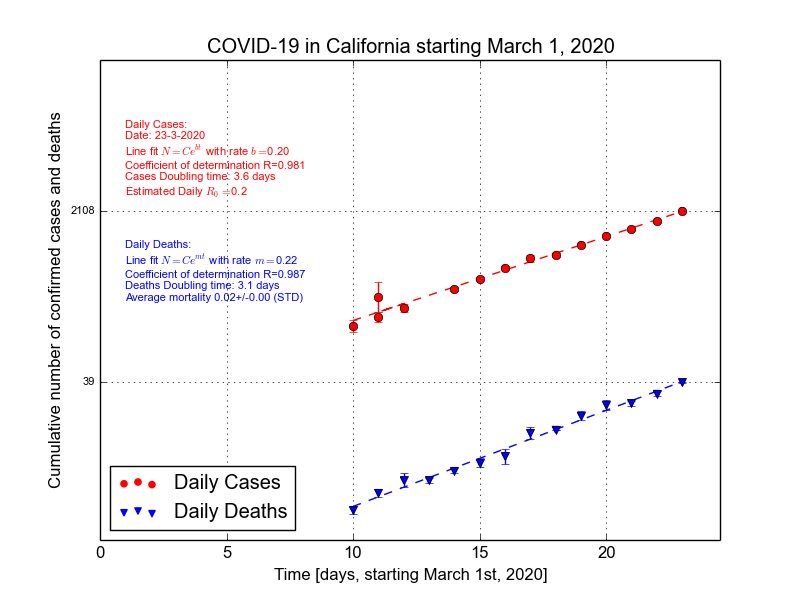 COVID-19 in California starting March 1, 2020
Cumulative number of confirmed cases and deaths
Daily Cases:
Date: 23-3-2020
Line fit N = Ce^{bt} with rate b = 0.20
Coefficient of determination R=0.981
Cases Doubling time: 3.6 days
Estimated Daily R_0 = 0.2
2108
Daily Deaths:
Line fit N = Ce^{mt} with rate m = 0.22
Coefficient of determination R=0.987
Deaths Doubling time: 3.1 days
Average mortality 0.02+/-0.00 (STD)
39
Daily Cases
Daily Deaths
0 5 10 15 20
Time [days, starting March 1st, 2020]